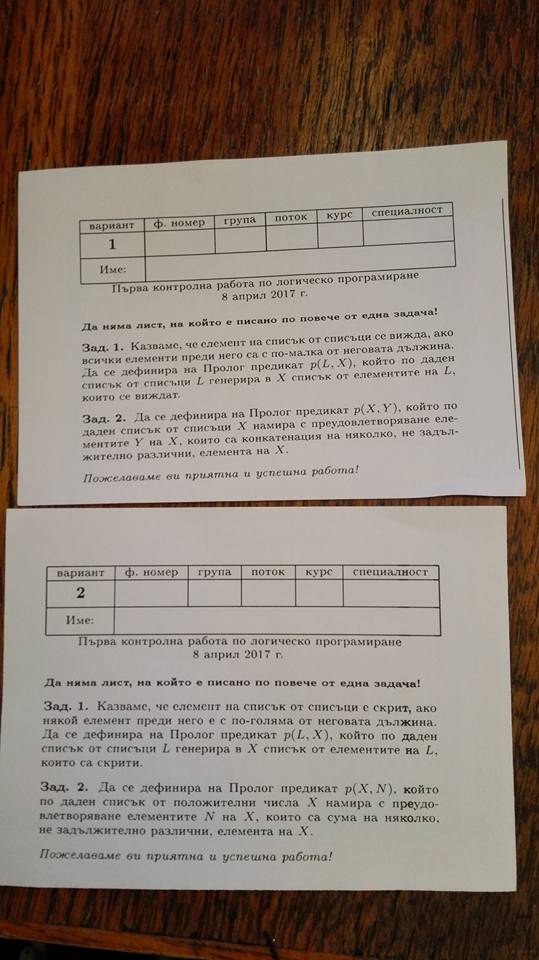 вариант ф. номер група поток курс специалност
1
Име:
Първа контролна работа по логическо програмиране
8 април 2017 г.
Да няма лист, на който е писано по повече от една задача!
Зад. 1. Казваме, че елемент на списък от списъци се вижда, ако
всички елементи преди него са с по-малка от неговата дължина.
Да се дефинира на Пролог предикат p(L, X), който по даден
списък от списъци L генерира в X списък от елементите на L,
които се виждат.
Зад. 2. Да се дефинира на Пролог предикат p(X, Y), който по
даден списък от списъци X намира с преудовлетворяване еле-
ментите Y на X, които са конкатенация на няколко, не задъл-
жително различни, елемента на X.
Пожелаваме ви приятна и успешна работа!
вариант ф. номер група поток курс специалност
2
Име:
Първа контролна работа по логическо програмиране
8 април 2017 г.
Да няма лист, на който е писано по повече от една задача!
Зад. 1. Казваме, че елемент на списък от списъци е скрит, ако
някой елемент преди него е с по-голяма от неговата дължина.
Да се дефинира на Пролог предикат p(L, X), който по даден
списък от списъци L генерира в X списък от елементите на L,
които са скрити.
Зад. 2. Да се дефинира на Пролог предикат p(X, N), който
по даден списък от положителни числа X намира с преудо-
влетворяване елементите N на X, които са сума на няколко,
не задължително различни, елемента на X.
Пожелаваме ви приятна и успешна работа!